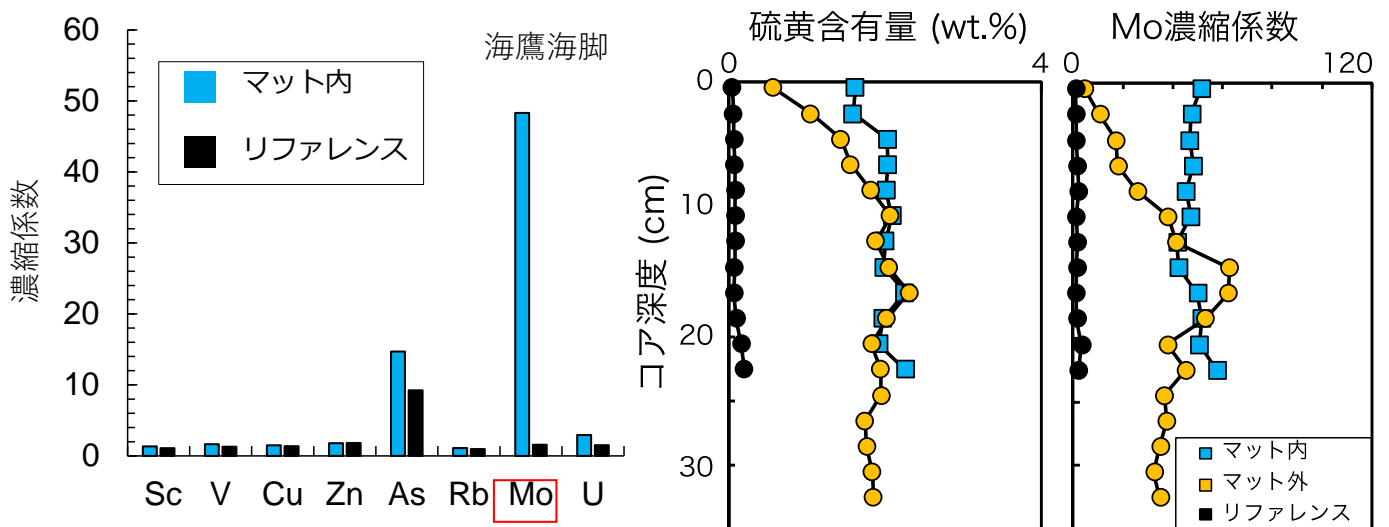 60
50
40
30
20
10
0
濃縮係数
海鷹海脚
マット内
リファレンス
Sc V Cu Zn As Rb Mo U
硫黄含有量 (wt.%)
0 4
Mo濃縮係数
0 120
コア深度 (cm)
0
10
20
30
マット内
マット外
リファレンス